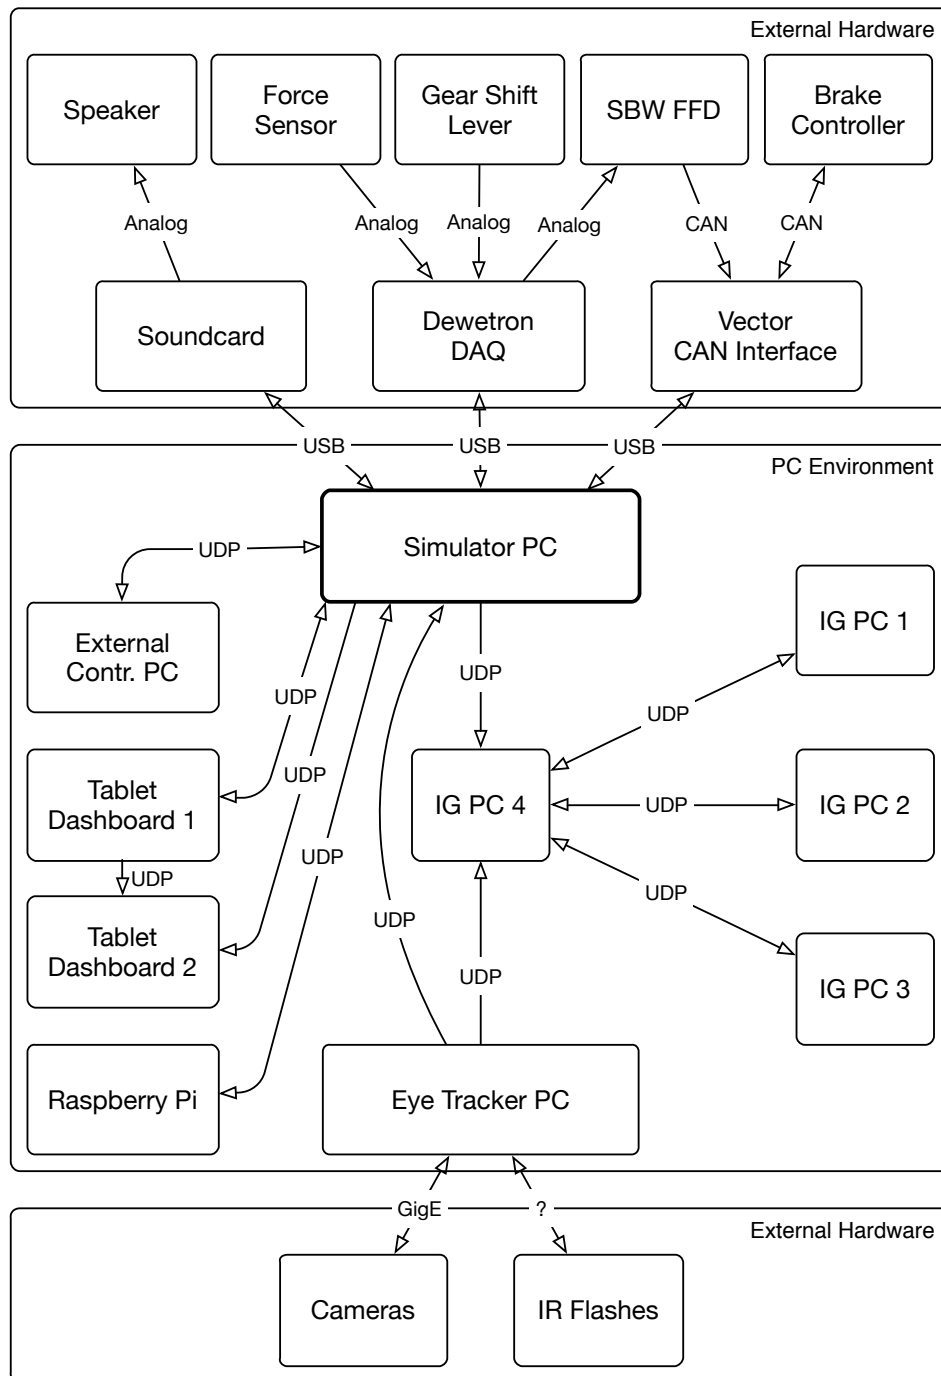 External Hardware
Speaker
Force
Sensor
Gear Shift
Lever
SBW FFD
Brake
Controller
Analog
Analog
Analog
Analog
CAN
CAN
Soundcard
Dewetron
DAQ
Vector
CAN Interface
USB
USB
USB
PC Environment
Simulator PC
UDP
External
Contr. PC
IG PC 1
UDP
UDP
UDP
UDP
Tablet
Dashboard 1
IG PC 4
UDP
IG PC 2
UDP
UDP
UDP
UDP
Tablet
Dashboard 2
UDP
IG PC 3
Raspberry Pi
Eye Tracker PC
GigE
?
External Hardware
Cameras
IR Flashes